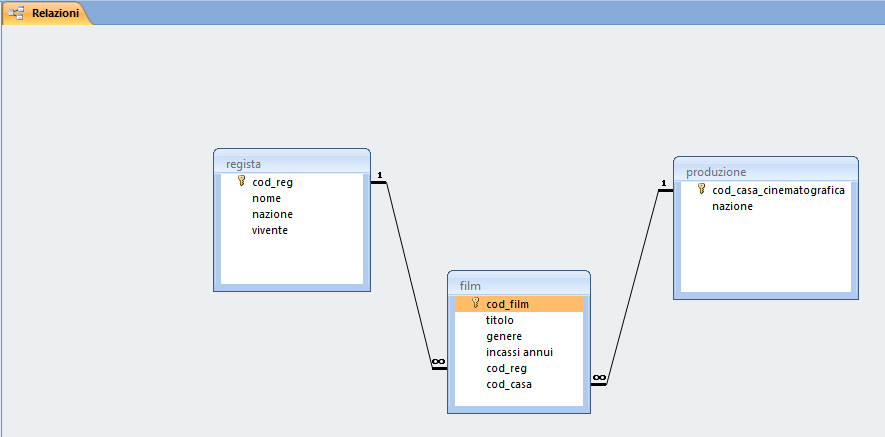 Relazioni
regista
cod_reg
nome
nazione
vivente
1
produzione
cod_casa_cinematografica
nazione
1
film
cod_film
titolo
genere
incassi annui
cod_reg
cod_casa
∞
∞